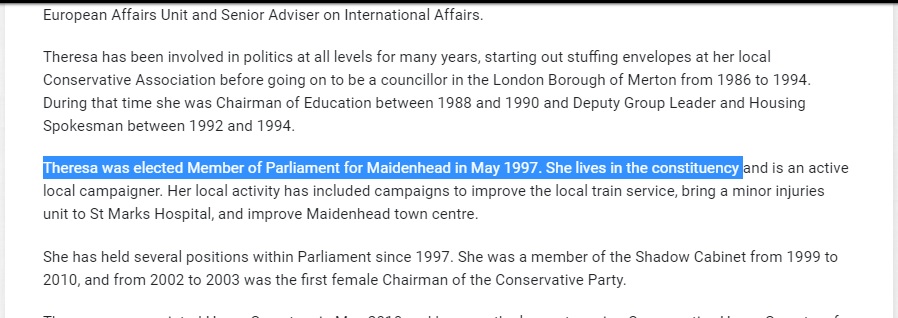 European Affairs Unit and Senior Adviser on International Affairs.
Theresa has been involved in politics at all levels for many years, starting out stuffing envelopes at her local
Conservative Association before going on to be a councillor in the London Borough of Merton from 1986 to 1994.
During that time she was Chairman of Education between 1988 and 1990 and Deputy Group Leader and Housing
Spokesman between 1992 and 1994.
Theresa was elected Member of Parliament for Maidenhead in May 1997. She lives in the constituency and is an active
local campaigner. Her local activity has included campaigns to improve the local train service, bring a minor injuries
unit to St Marks Hospital, and improve Maidenhead town centre.
She has held several positions within Parliament since 1997. She was a member of the Shadow Cabinet from 1999 to
2010, and from 2002 to 2003 was the first female Chairman of the Conservative Party.